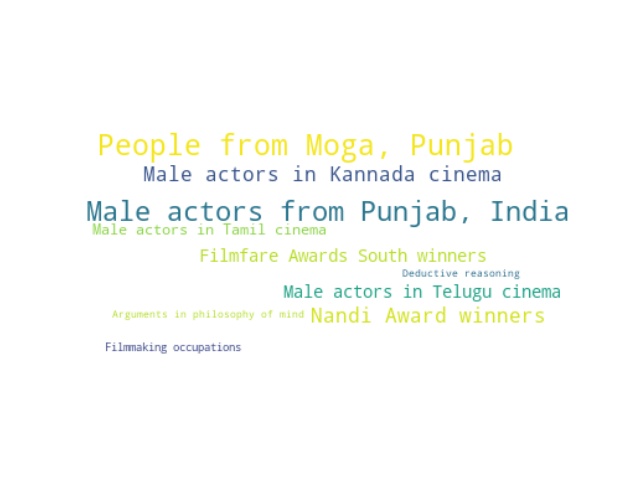 People from Moga, Punjab
Male actors in Kannada cinema
Male actors from Punjab, India
Male actors in Tamil cinema
Filmfare Awards South winners
Deductive reasoning
Male actors in Telugu cinema
Arguments in philosophy of mind
Nandi Award winners
Filmmaking occupations